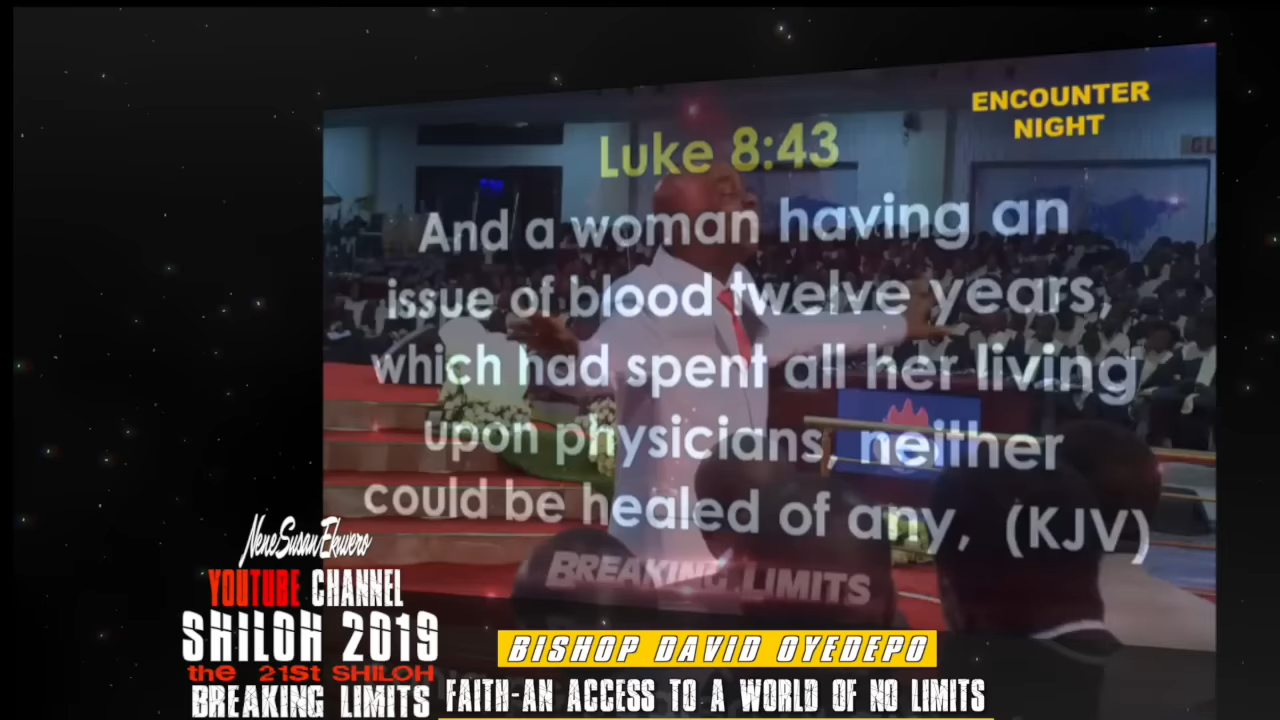 ENCOUNTER
NIGHT
Luke 8:43
And a woman having an
issue of blood twelve years,
which had spent all her living
upon physicians, neither
could be healed of any, (KJV)
BREAKING LIMITS
NeneSusanEkwero
YOUTUBE CHANNEL
SHILOH 2019
the 21st SHILOH
BREAKING LIMITS
BISHOP DAVID OYEDEPO
FAITH-AN ACCESS TO A WORLD OF NO LIMITS